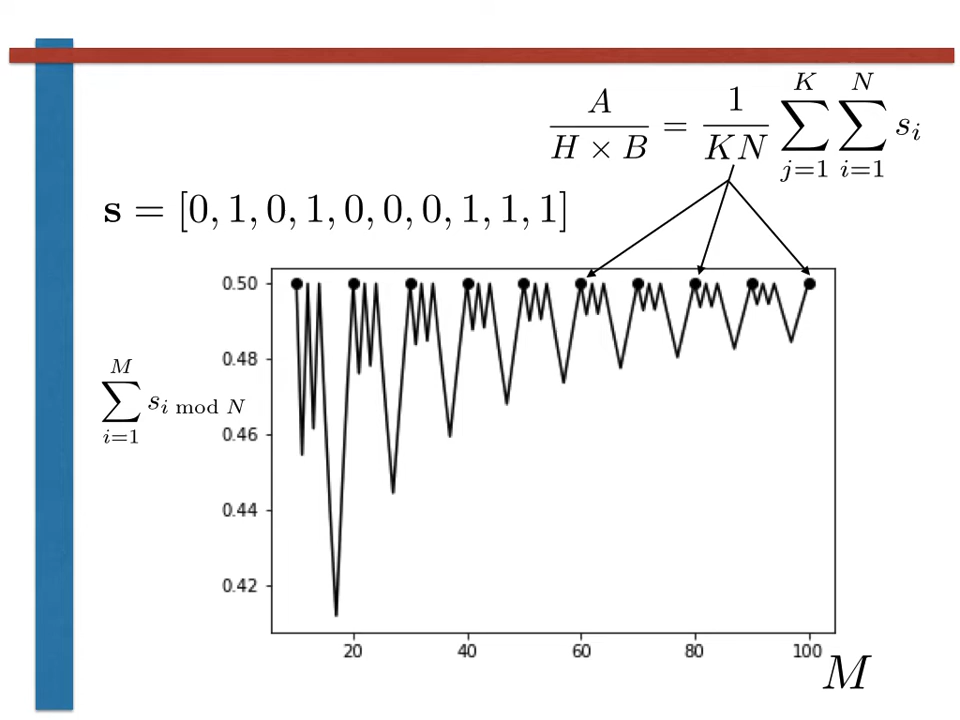 A / (H × B) = 1 / (KN) ∑_{j=1}^{K} ∑_{i=1}^{N} s_i
s = [0, 1, 0, 1, 0, 0, 0, 1, 1, 1]
0.50
0.48
∑_{i=1}^{M} s_{i mod N}
0.46
0.44
0.42
20 40 60 80 100
M